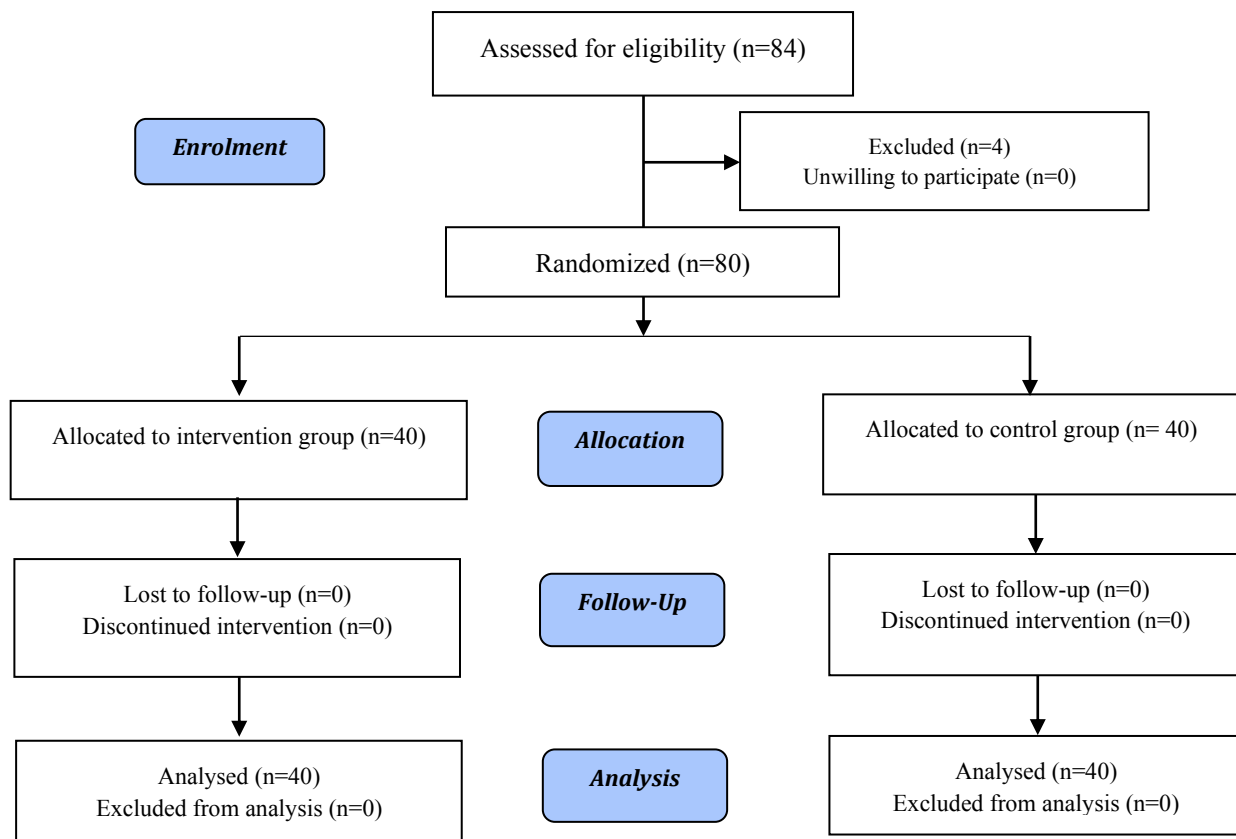 Assessed for eligibility (n=84)
Enrolment
Excluded (n=4)
Unwilling to participate (n=0)
Randomized (n=80)
Allocated to intervention group (n=40)
Allocation
Allocated to control group (n= 40)
Lost to follow-up (n=0)
Discontinued intervention (n=0)
Follow-Up
Lost to follow-up (n=0)
Discontinued intervention (n=0)
Analysed (n=40)
Excluded from analysis (n=0)
Analysis
Analysed (n=40)
Excluded from analysis (n=0)